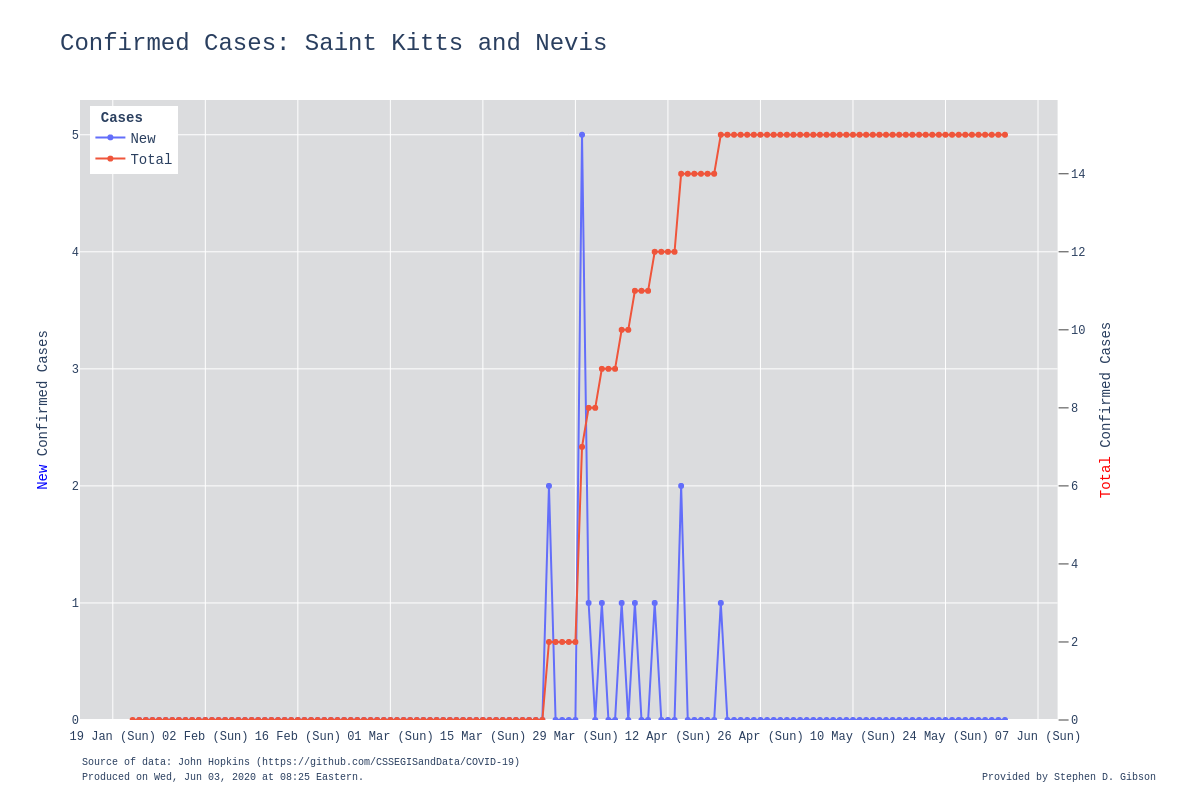 Confirmed Cases: Saint Kitts and Nevis
Cases
New
Total
5
4
3
2
1
0
New Confirmed Cases
14
12
10
8
6
4
2
0
Total Confirmed Cases
19 Jan (Sun) 02 Feb (Sun) 16 Feb (Sun) 01 Mar (Sun) 15 Mar (Sun) 29 Mar (Sun) 12 Apr (Sun) 26 Apr (Sun) 10 May (Sun) 24 May (Sun) 07 Jun (Sun)
Source of data: John Hopkins (https://github.com/CSSEGISandData/COVID-19)
Produced on Wed, Jun 03, 2020 at 08:25 Eastern.
Provided by Stephen D. Gibson